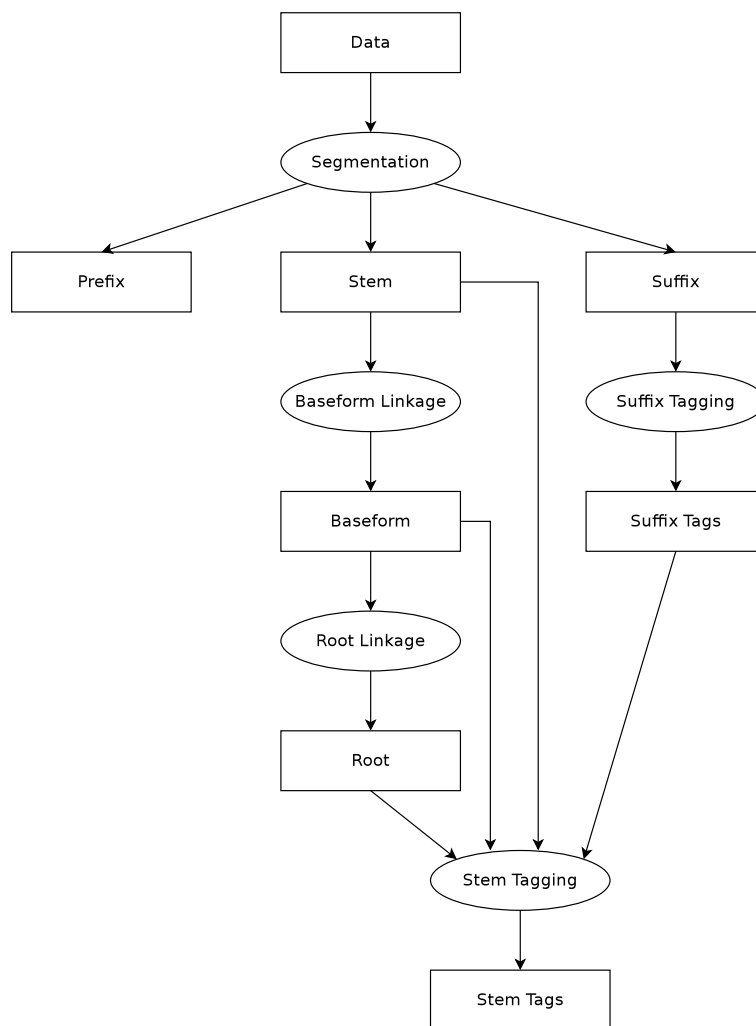 Data
Segmentation
Prefix
Stem
Suffix
Baseform Linkage
Suffix Tagging
Baseform
Suffix Tags
Root Linkage
Root
Stem Tagging
Stem Tags